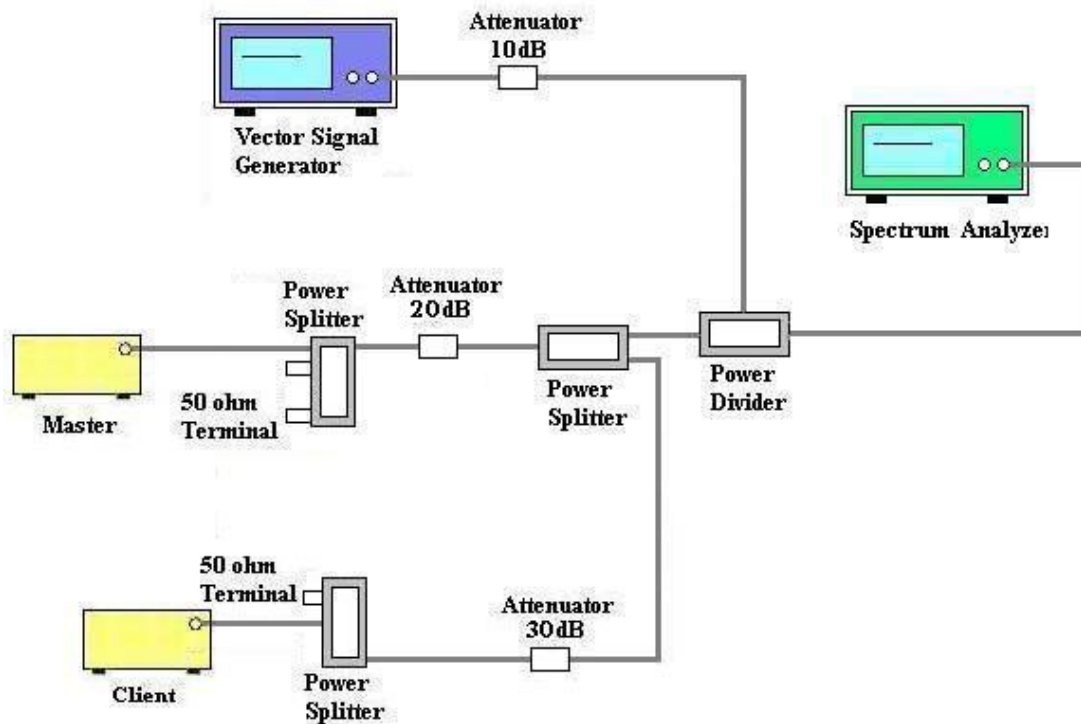 Attenuator
10dB
Vector Signal
Generator
Spectrum Analyzer
Power
Splitter
Attenuator
20dB
Master
50 ohm
Terminal
Power
Splitter
Power
Divider
50 ohm
Terminal
Attenuator
30dB
Client
Power
Splitter